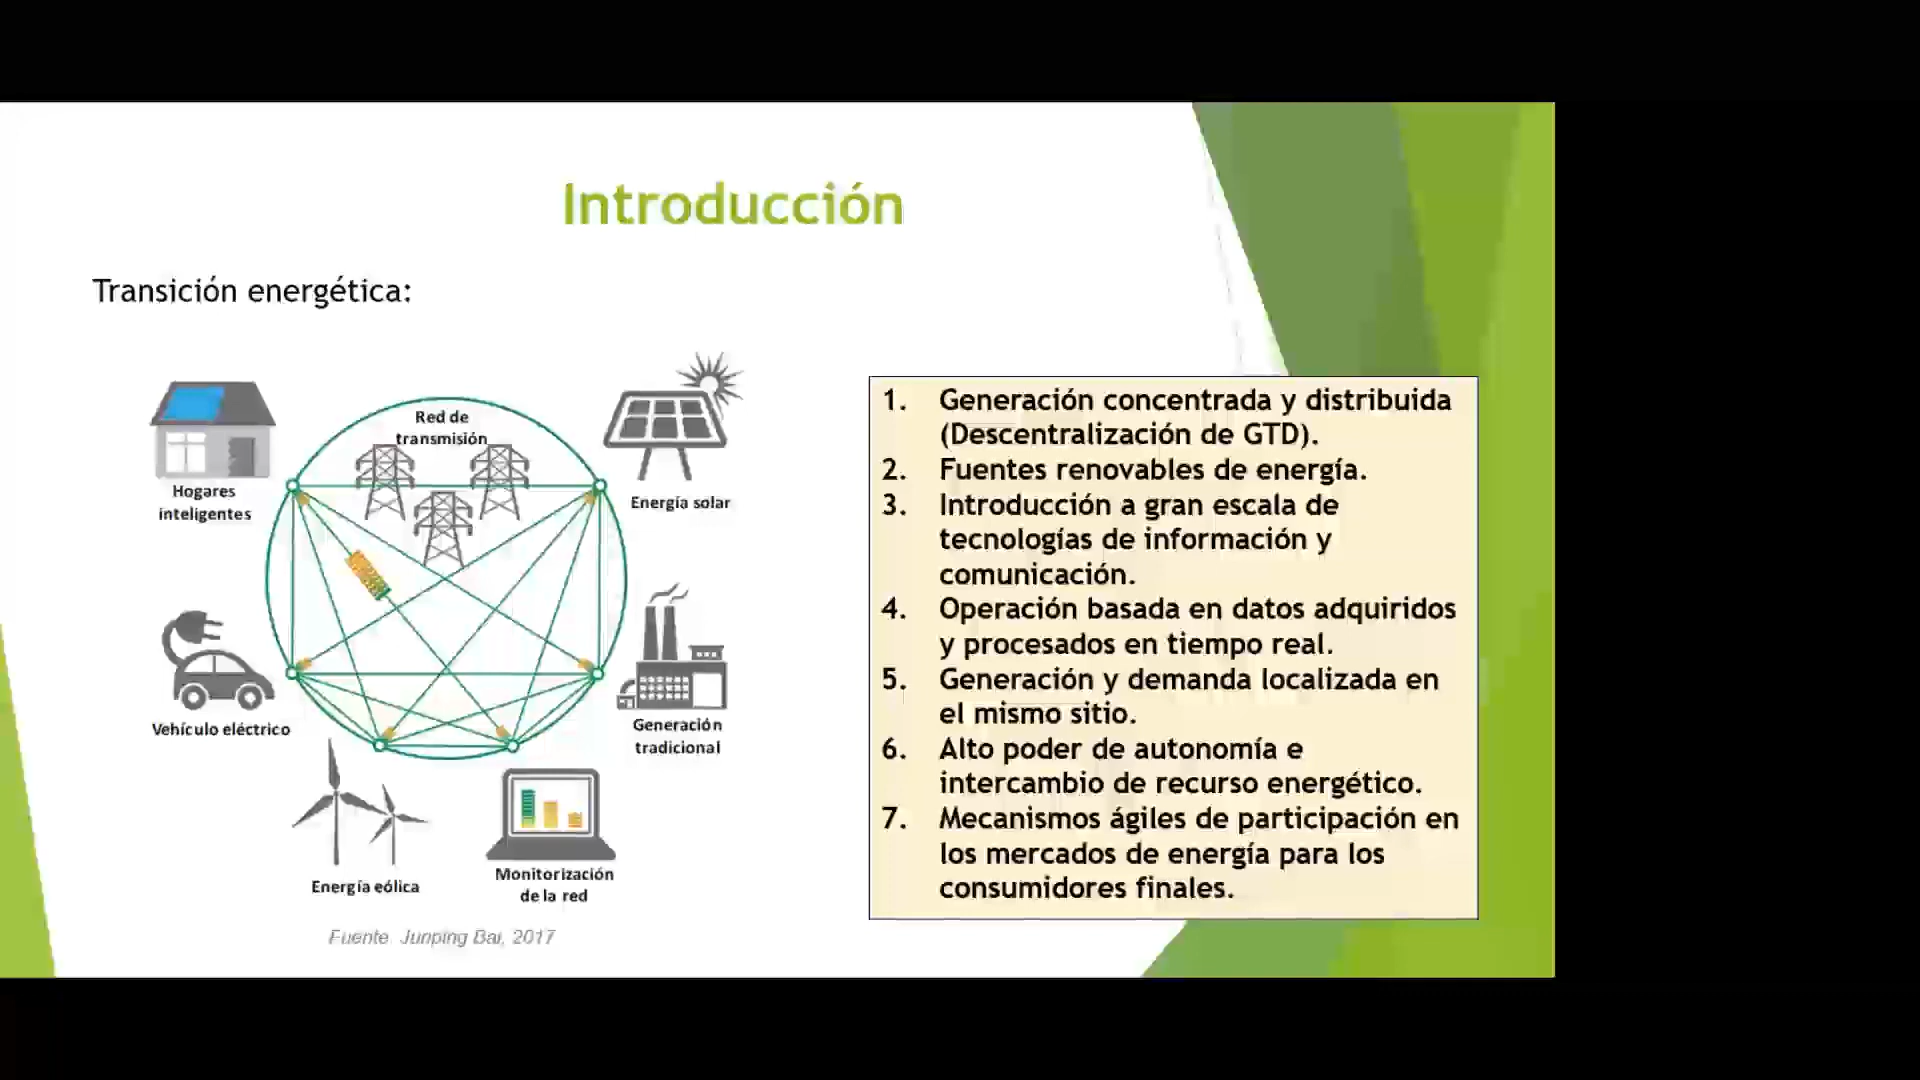 Introducción
Transición energética:
Red de
transmisión
Hogares
inteligentes
Energía solar
Vehículo eléctrico
Generación
tradicional
Energía eólica
Monitorización
de la red
Fuente Junping Bai, 2017
1. Generación concentrada y distribuida
(Descentralización de GTD).
2. Fuentes renovables de energía.
3. Introducción a gran escala de
tecnologías de información y
comunicación.
4. Operación basada en datos adquiridos
y procesados en tiempo real.
5. Generación y demanda localizada en
el mismo sitio.
6. Alto poder de autonomía e
intercambio de recurso energético.
7. Mecanismos ágiles de participación en
los mercados de energía para los
consumidores finales.